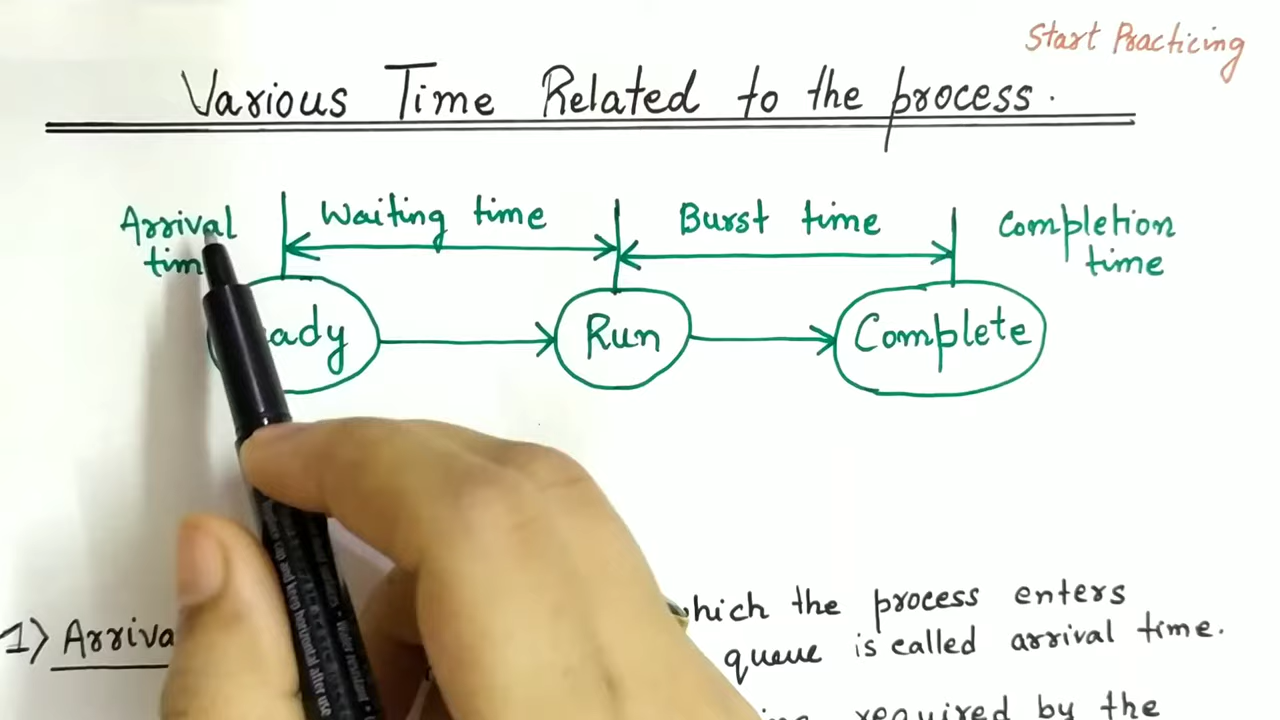 Start Practicing
Various Time Related to the process.
Arrival Waiting time Burst time Completion
time
Run Complete
1) which the process enters
queue is called arrival time.
required by the